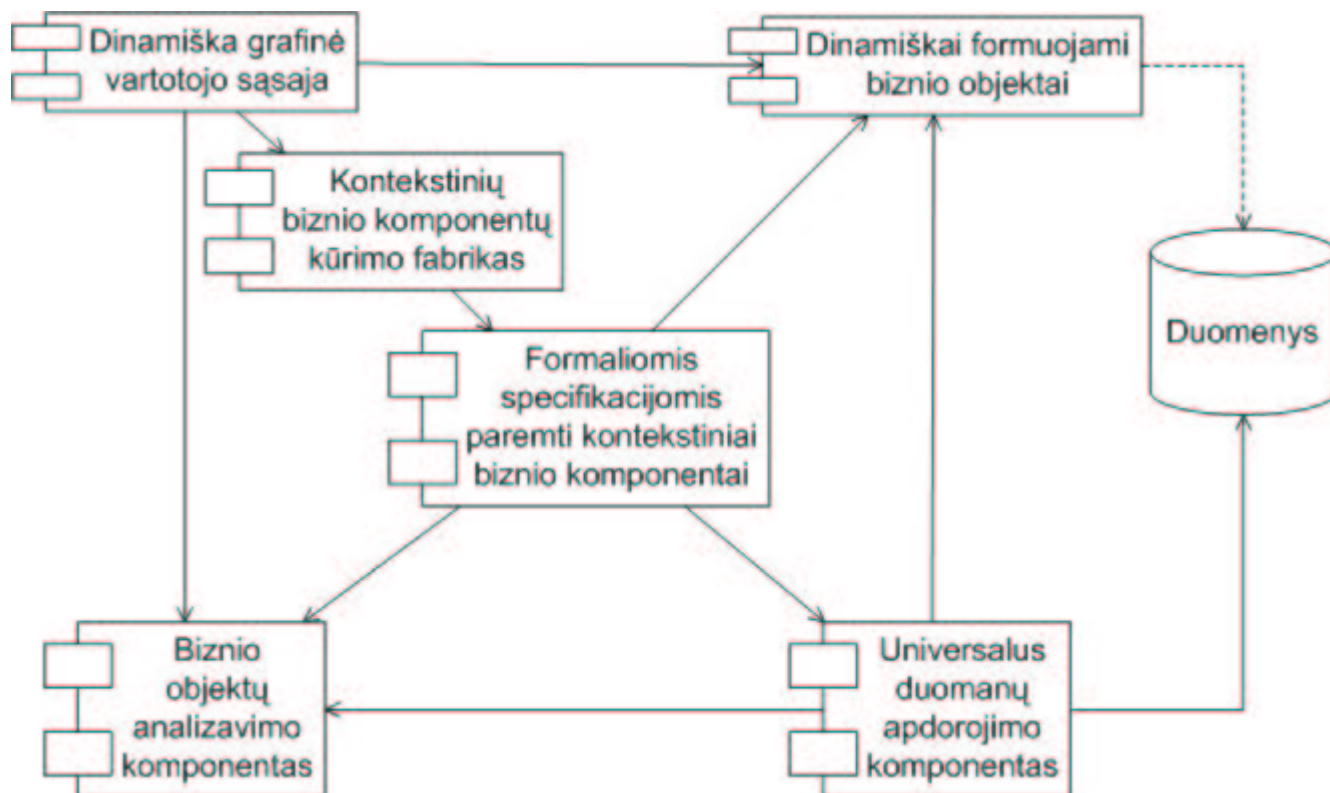 Dinamiška grafinė
vartotojo sąsaja
Dinamiškai formuojami
biznio objektai
Kontekstinių
biznio komponentų
kūrimo fabrikas
Duomenys
Formaliomis
specifikacijomis
paremti kontekstiniai
biznio komponentai
Biznio
objektų
analizavimo
komponentas
Universalus
duomanų
apdorojimo
komponentas